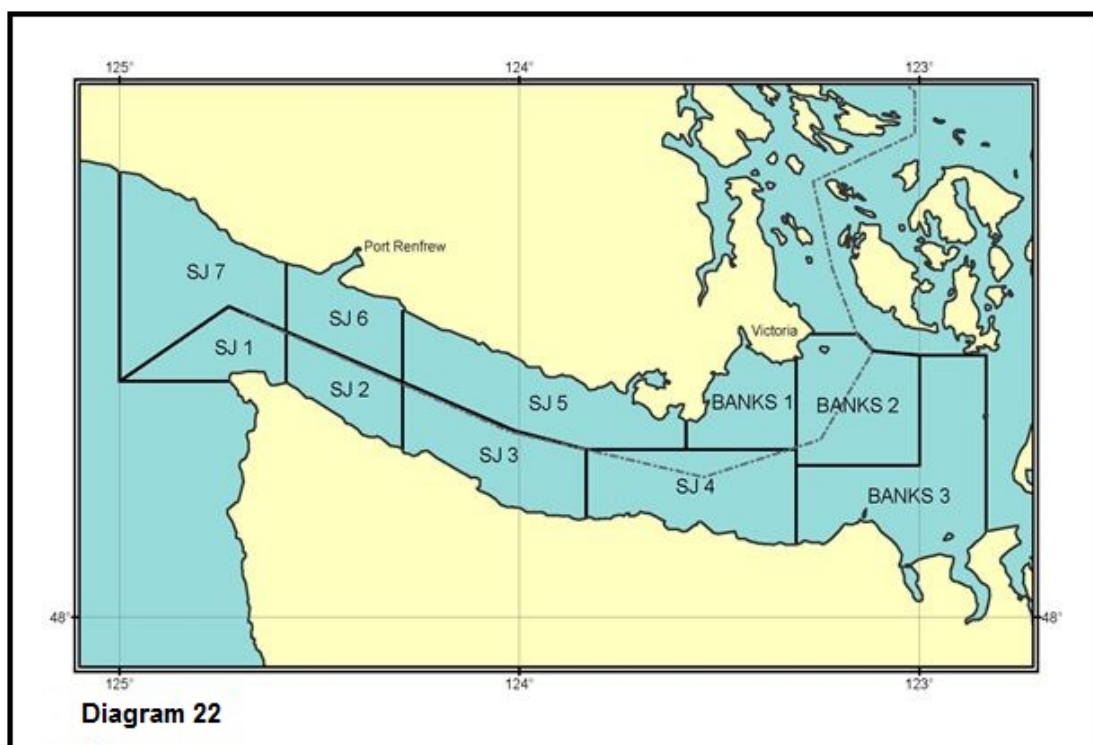 125° 124° 123°
Port Renfrew
SJ 7
SJ 6
Victoria
SJ 1
SJ 2
SJ 5
BANKS 1
BANKS 2
SJ 3
SJ 4
BANKS 3
48° 48°
125° 124° 123°
Diagram 22